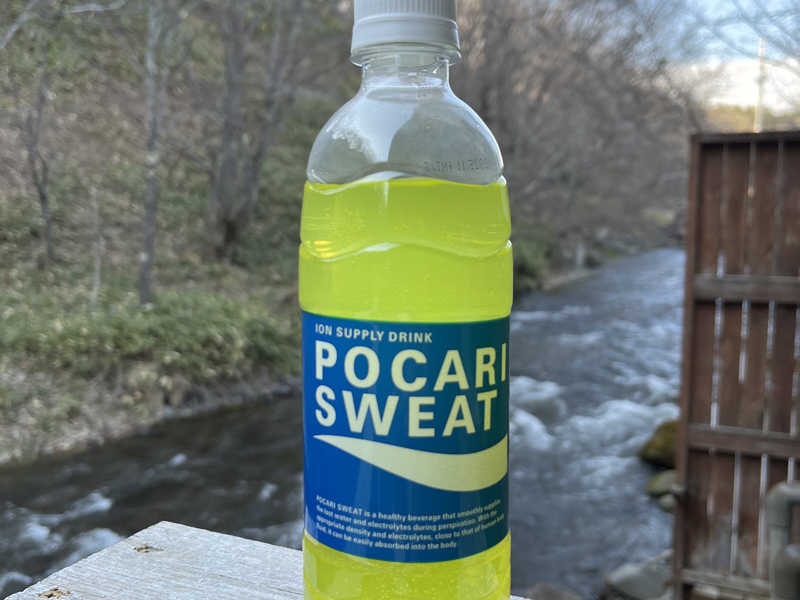 ION SUPPLY DRINK
POCARI
SWEAT
POCARI SWEAT is a healthy beverage that smoothly supplies
the lost water and electrolytes during perspiration. With the
appropriate density and electrolytes, close to that of human body
fluid, it can be easily absorbed into the body.